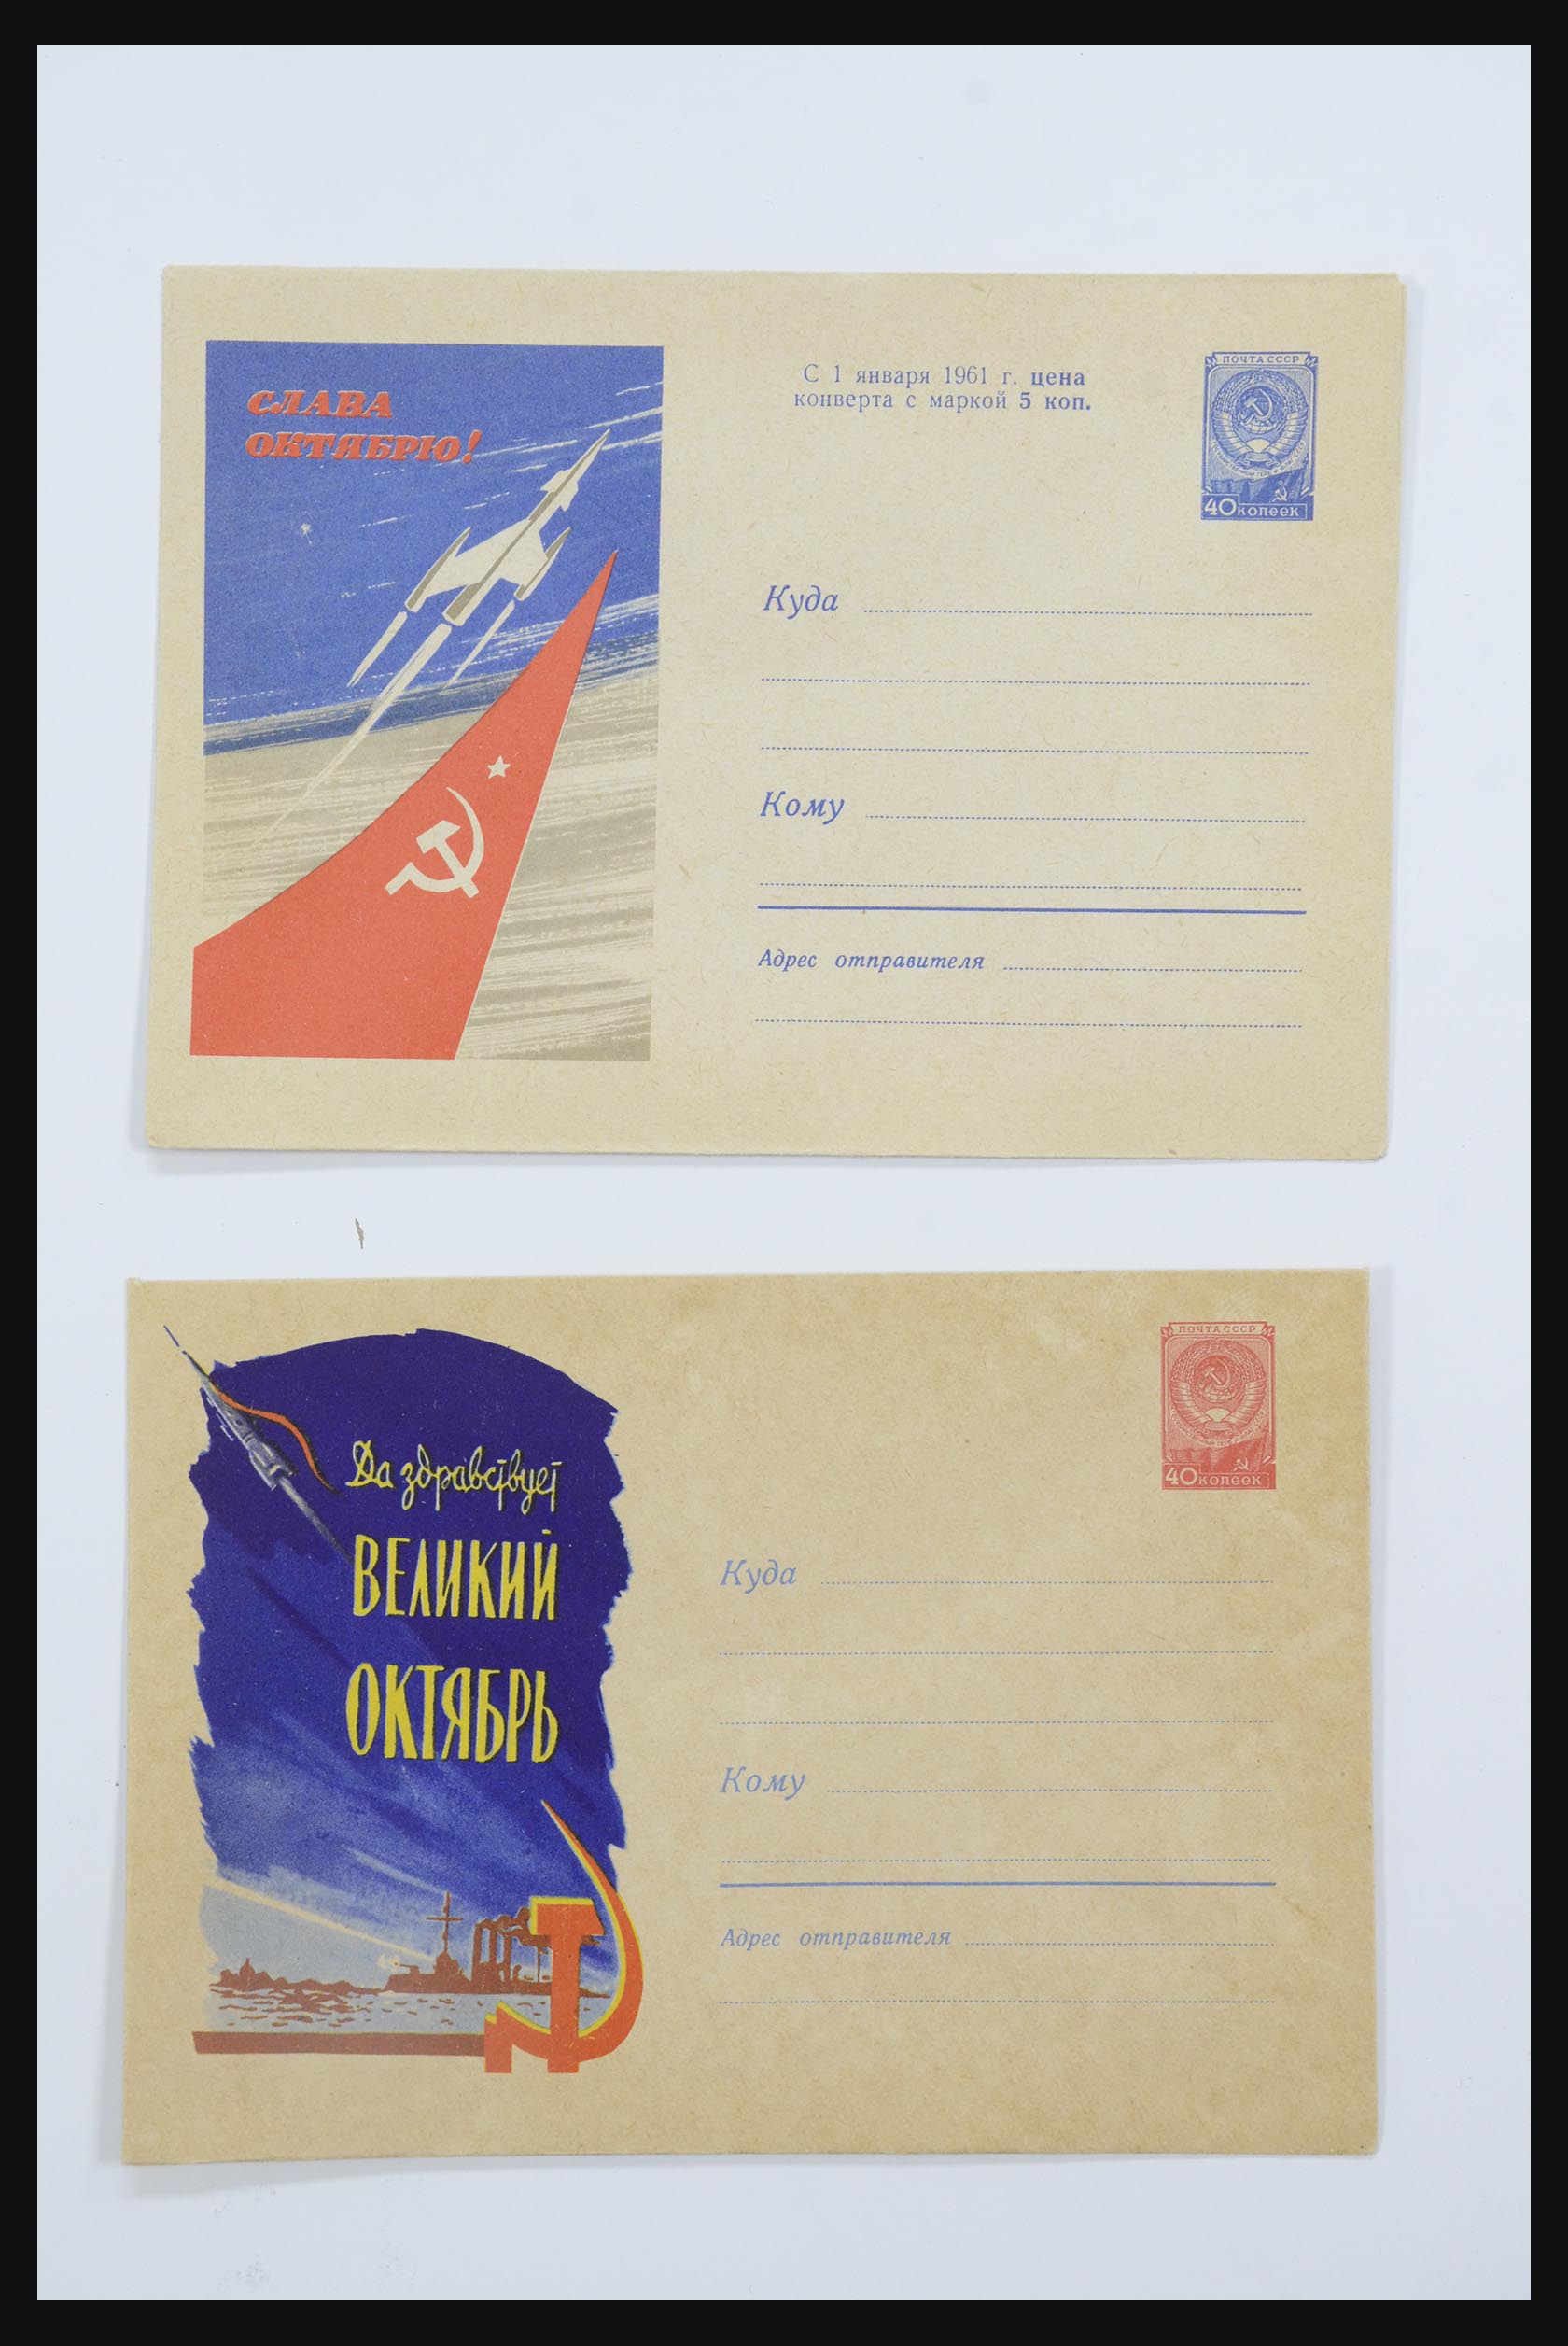 СЛАВА
ОКТЯБРЮ!
С 1 января 1961 г. цена
конверта с маркой 5 коп.
ПОЧТА СССР
40 копеек
Куда
Кому
Адрес отправителя
Да здравствует
ВЕЛИКИЙ
ОКТЯБРЬ
ПОЧТА СССР
40 копеек
Куда
Кому
Адрес отправителя